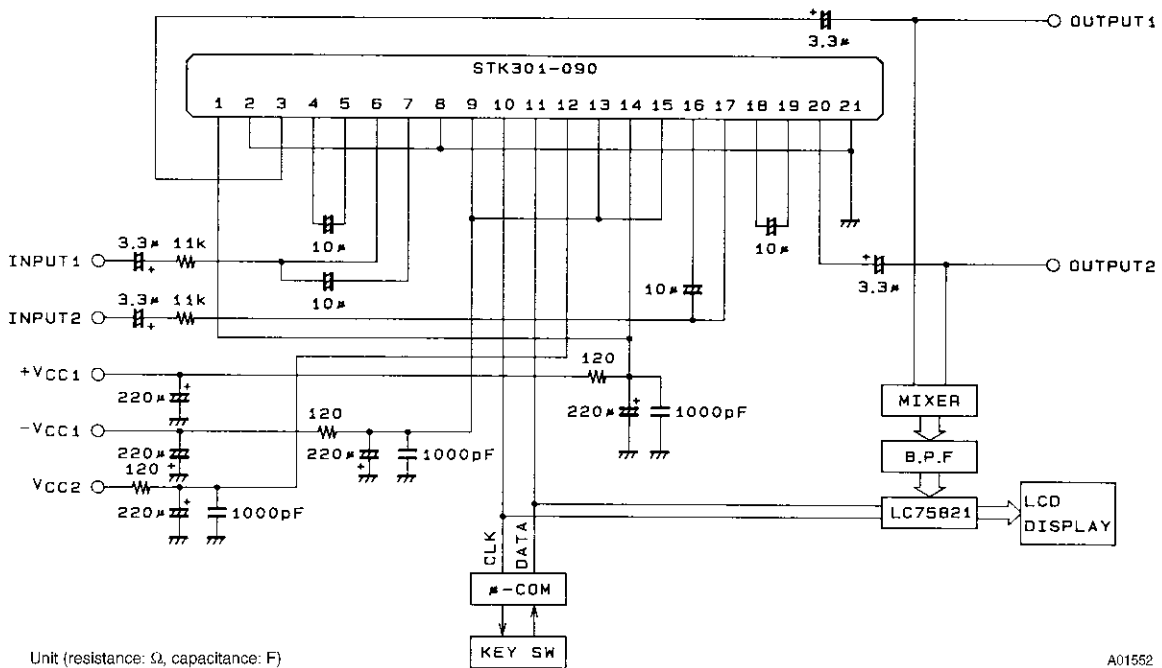 OUTPUT1
3.3μ
STK301-090
1 2 3 4 5 6 7 8 9 10 11 12 13 14 15 16 17 18 19 20 21
10μ
10μ
INPUT1
3.3μ 11k
10μ
10μ
3.3μ
OUTPUT2
INPUT2
3.3μ 11k
+VCC1
220μ
120
220μ
1000pF
MIXER
-VCC1
220μ
120
220μ
1000pF
B.P.F
VCC2
120
220μ
1000pF
LC75821
LCD
DISPLAY
CLK
DATA
μ-COM
KEY SW
Unit (resistance: Ω, capacitance: F)
A01552